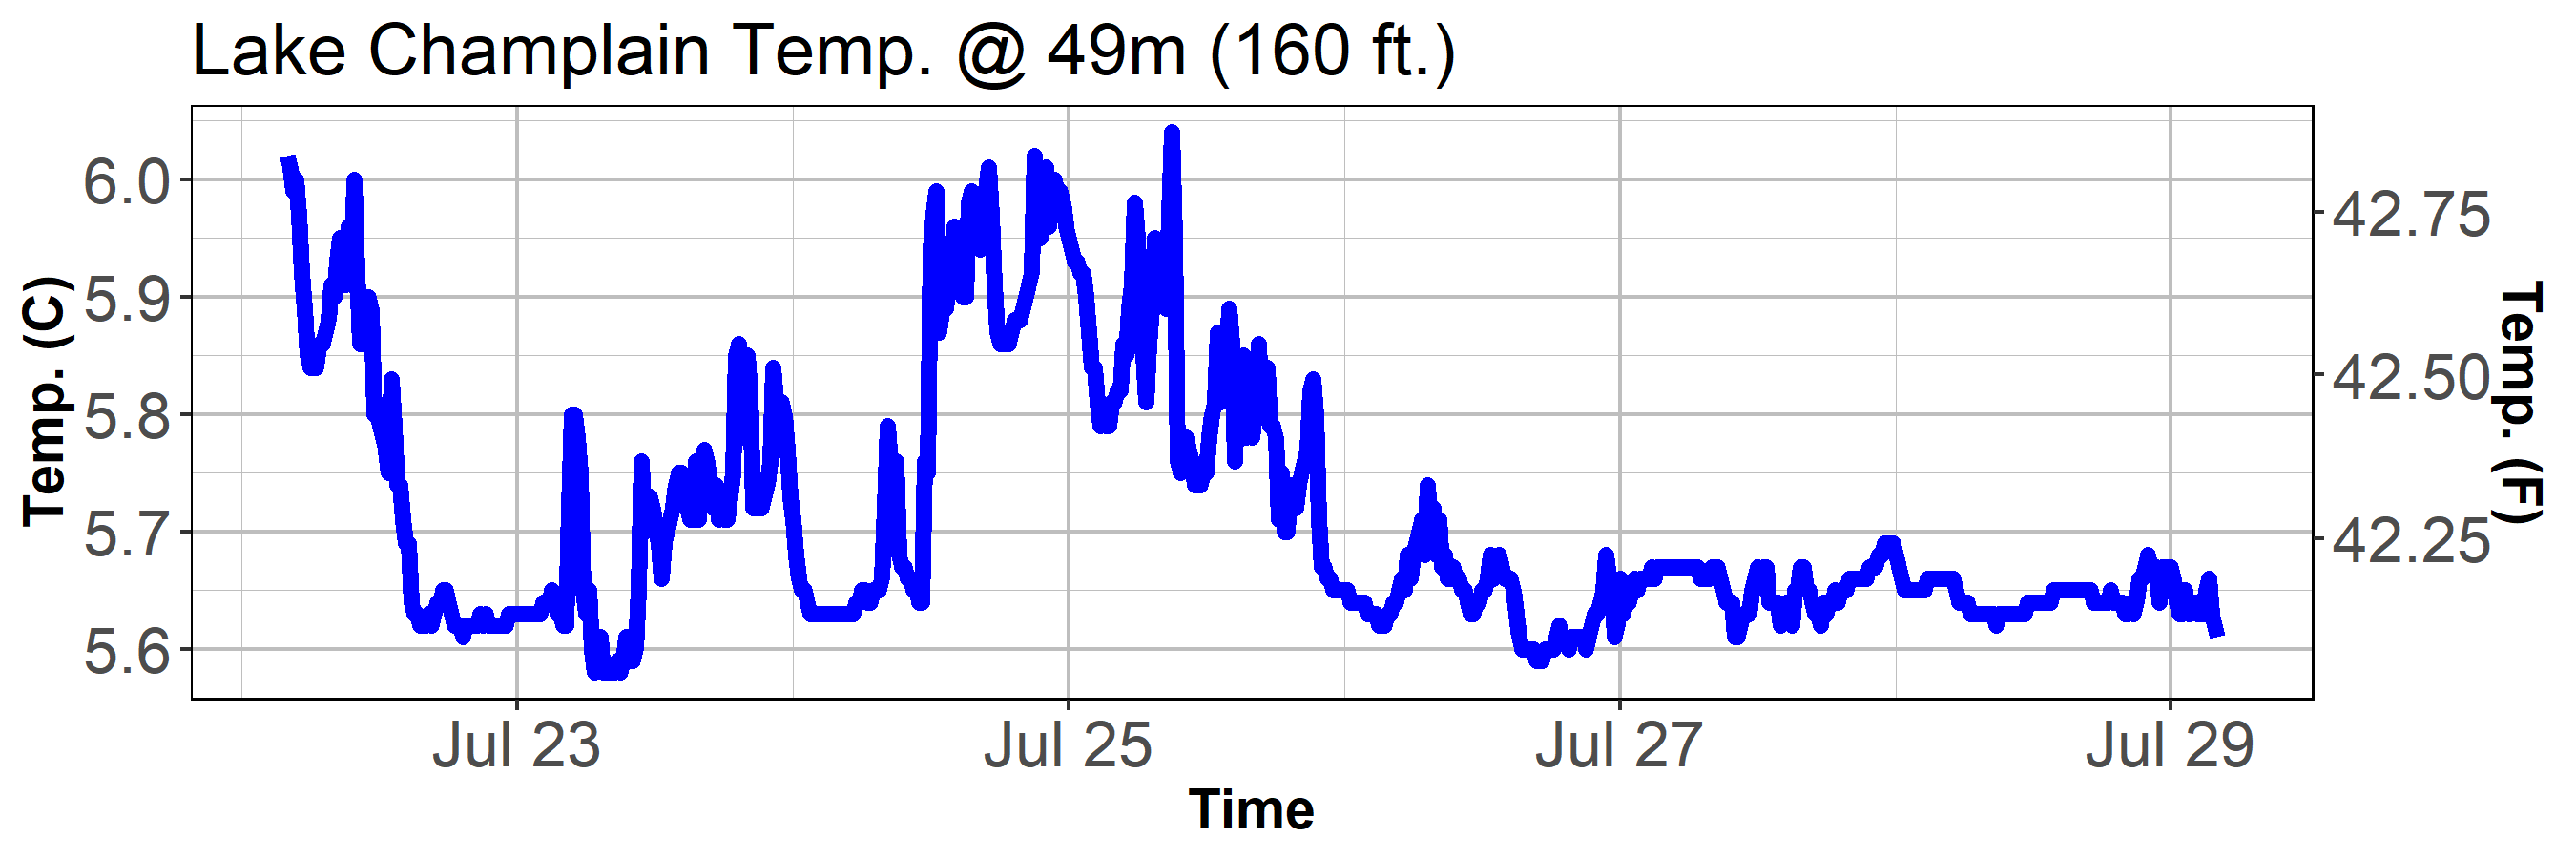 Lake Champlain Temp. @ 49m (160 ft.)
Temp. (C)
6.0
5.9
5.8
5.7
5.6
42.75
42.50
42.25
Temp. (F)
Jul 23 Jul 25 Jul 27 Jul 29
Time